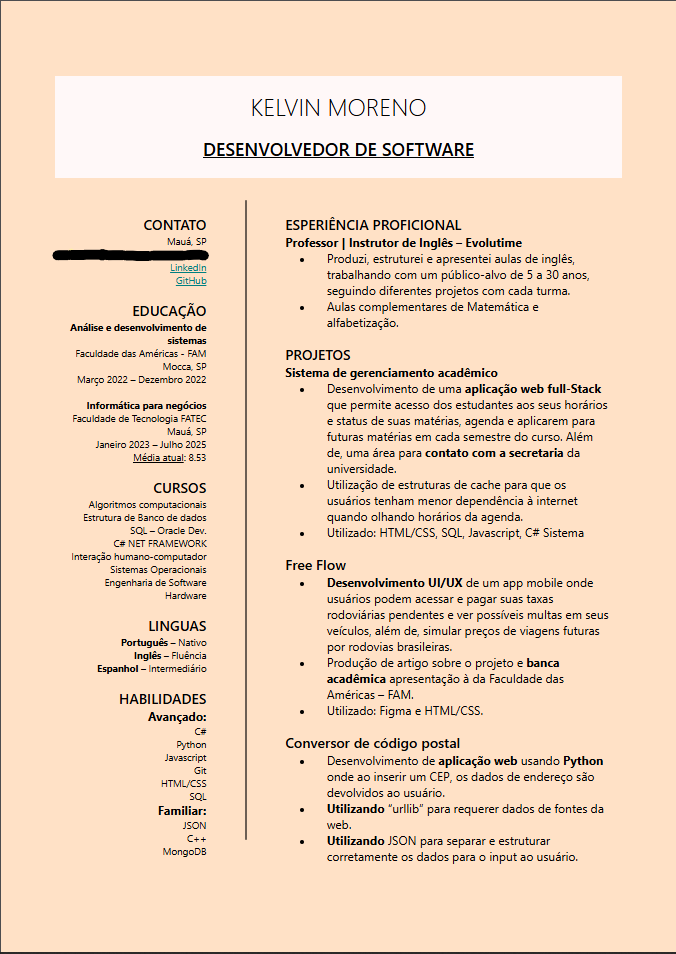 KELVIN MORENO
DESENVOLVEDOR DE SOFTWARE
CONTATO
Mauá, SP
LinkedIn
GitHub
EDUCAÇÃO
Análise e desenvolvimento de
sistemas
Faculdade das Américas - FAM
Mocca, SP
Março 2022 – Dezembro 2022
Informática para negócios
Faculdade de Tecnologia FATEC
Mauá, SP
Janeiro 2023 – Julho 2025
Média atual: 8.53
CURSOS
Algoritmos computacionais
Estrutura de Banco de dados
SQL – Oracle Dev.
C# NET FRAMEWORK
Interação humano-computador
Sistemas Operacionais
Engenharia de Software
Hardware
LINGUAS
Português – Nativo
Inglês – Fluência
Espanhol – Intermediário
HABILIDADES
Avançado:
C#
Python
Javascript
Git
HTML/CSS
SQL
Familiar:
JSON
C++
MongoDB
ESPERIÊNCIA PROFICIONAL
Professor | Instrutor de Inglês – Evolutime
• Produzi, estruturei e apresentei aulas de inglês,
trabalhando com um público-alvo de 5 a 30 anos,
seguindo diferentes projetos com cada turma.
• Aulas complementares de Matemática e
alfabetização.
PROJETOS
Sistema de gerenciamento acadêmico
• Desenvolvimento de uma aplicação web full-Stack
que permite acesso dos estudantes aos seu horários
e status de suas matérias, agenda e aplicarem para
futuras matérias em cada semestre do curso. Além
de, uma área para contato com a secretaria da
universidade.
• Utilização de estruturas de cache para que os
usuários tenham menor dependência à internet
quando olhando horários da agenda.
• Utilizado: HTML/CSS, SQL, Javascript, C# Sistema
Free Flow
• Desenvolvimento UI/UX de um app mobile onde
usuários podem acessar e pagar suas taxas
rodoviárias pendentes e ver possíveis multas em seus
veículos, além de, simular preços de viagens futuras
por rodovias brasileiras.
• Produção de artigo sobre o projeto e banca
acadêmica apresentação à da Faculdade das
Américas – FAM.
• Utilizado: Figma e HTML/CSS.
Conversor de código postal
• Desenvolvimento de aplicação web usando Python
onde ao inserir um CEP, os dados de endereço são
devolvidos ao usuário.
• Utilizando “urllib” para requerer dados de fontes da
web.
• Utilizando JSON para separar e estruturar
corretamente os dados para o input ao usuário.